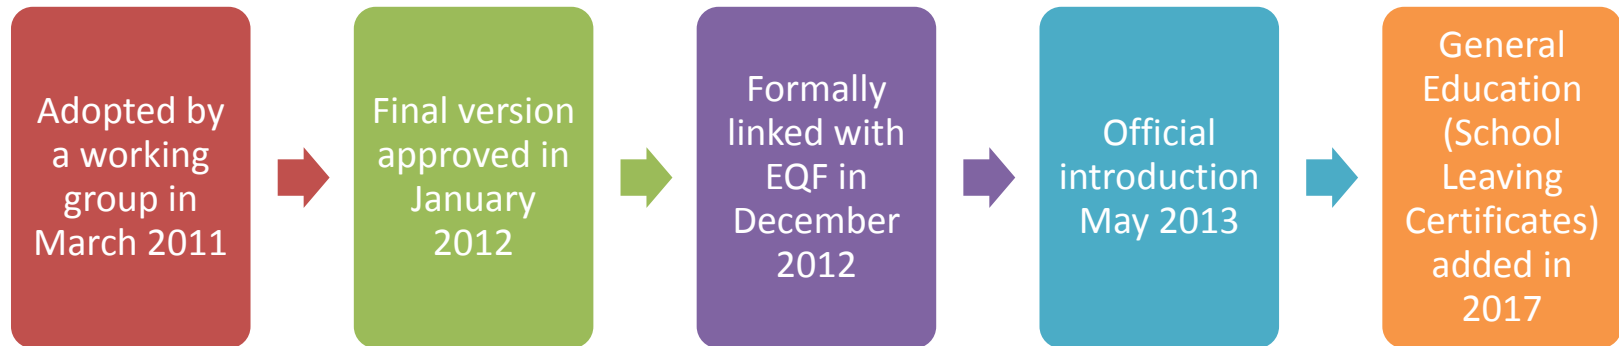 Adopted by
a working
group in
March 2011
Final version
approved in
January
2012
Formally
linked with
EQF in
December
2012
Official
introduction
May 2013
General
Education
(School
Leaving
Certificates)
added in
2017